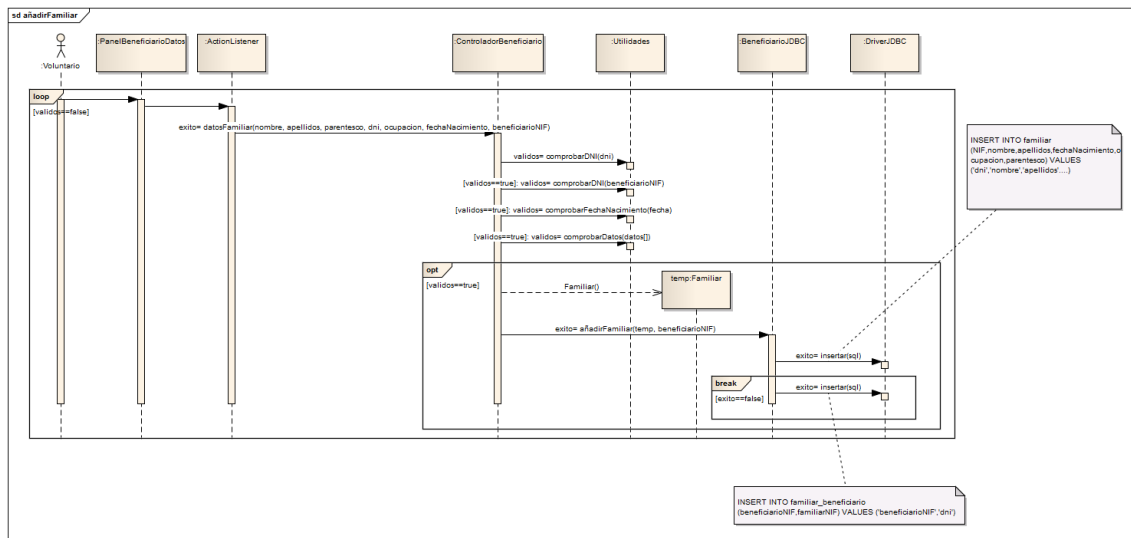 sd añadirFamiliar
:Voluntario
:PanelBeneficiarioDatos
:ActionListener
:ControladorBeneficiario
:Utilidades
:BeneficiarioJDBC
:DriverJDBC
loop
[validos==false]
exito= datosFamiliar(nombre, apellidos, parentesco, dni, ocupacion, fechaNacimiento, beneficiarioNIF)
validos= comprobarDNI(dni)
[validos==true]: validos= comprobarDNI(beneficiarioNIF)
[validos==true]: validos= comprobarFechaNacimiento(fecha)
[validos==true]: validos= comprobarDatos(datos[])
opt
[validos==true]
Familiar()
temp:Familiar
exito= añadirFamiliar(temp, beneficiarioNIF)
exito= insertar(sql)
break
[exito==false]
exito= insertar(sql)
INSERT INTO familiar
(NIF,nombre,apellidos,fechaNacimiento,o
cupacion,parentesco) VALUES
('dni','nombre','apellidos'....)
INSERT INTO familiar_beneficiario
(beneficiarioNIF,familiarNIF) VALUES ('beneficiarioNIF','dni')